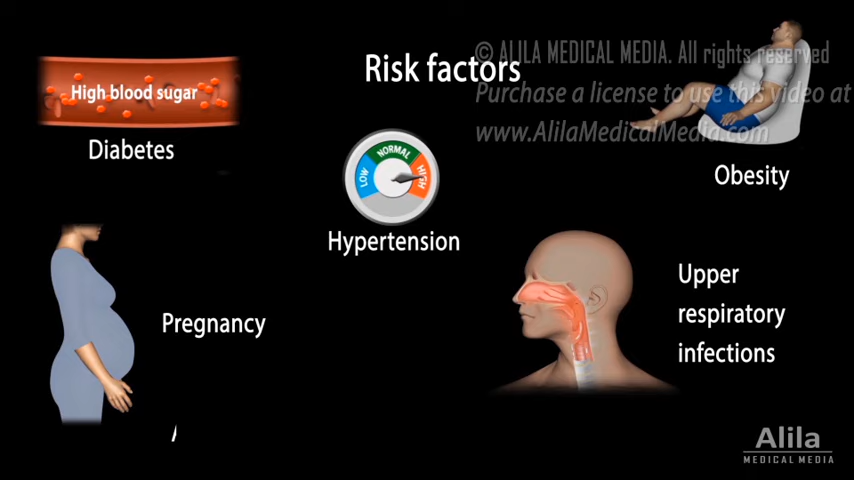 Risk factors
© ALILA MEDICAL MEDIA. All rights reserved
Purchase a license to use this video at
www.AlilaMedicalMedia.com
High blood sugar
Diabetes
LOW
NORMAL
HIGH
Hypertension
Obesity
Pregnancy
Upper
respiratory
infections
Alila
MEDICAL MEDIA